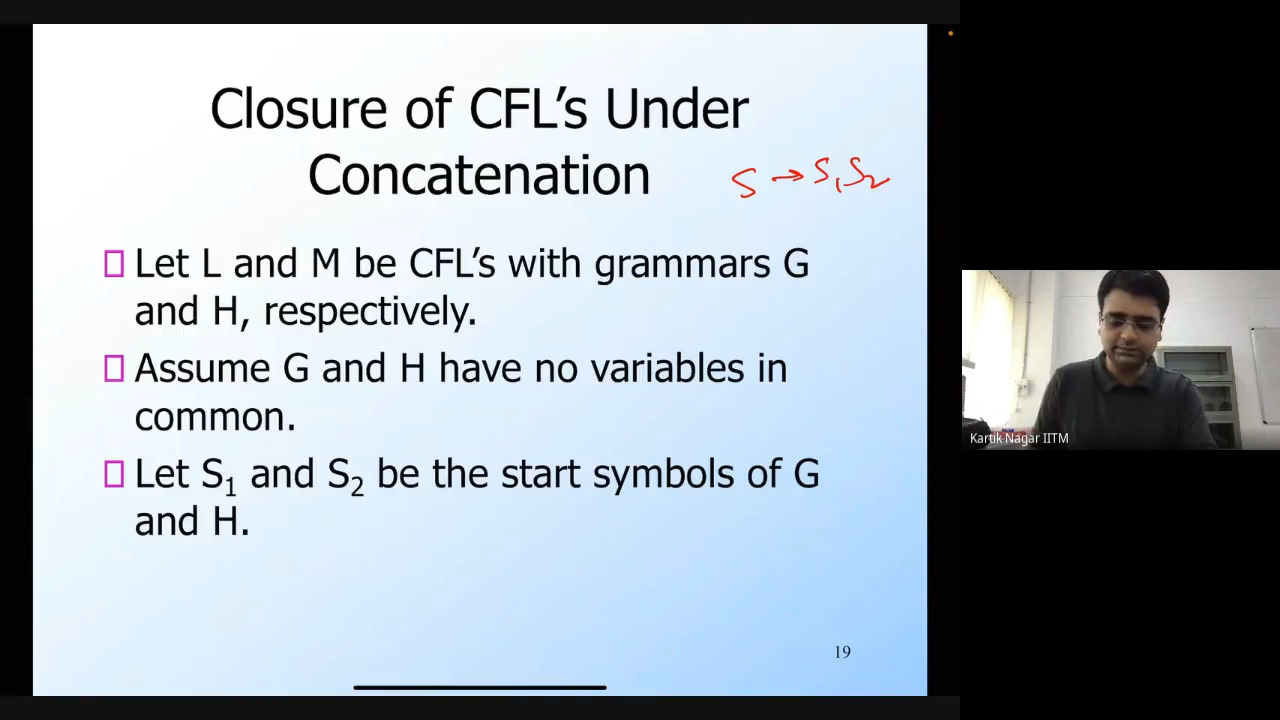 Closure of CFL’s Under
Concatenation
S → S₁S₂
Let L and M be CFL’s with grammars G
and H, respectively.
Assume G and H have no variables in
common.
Let S₁ and S₂ be the start symbols of G
and H.
19
Kartik Nagar IITM